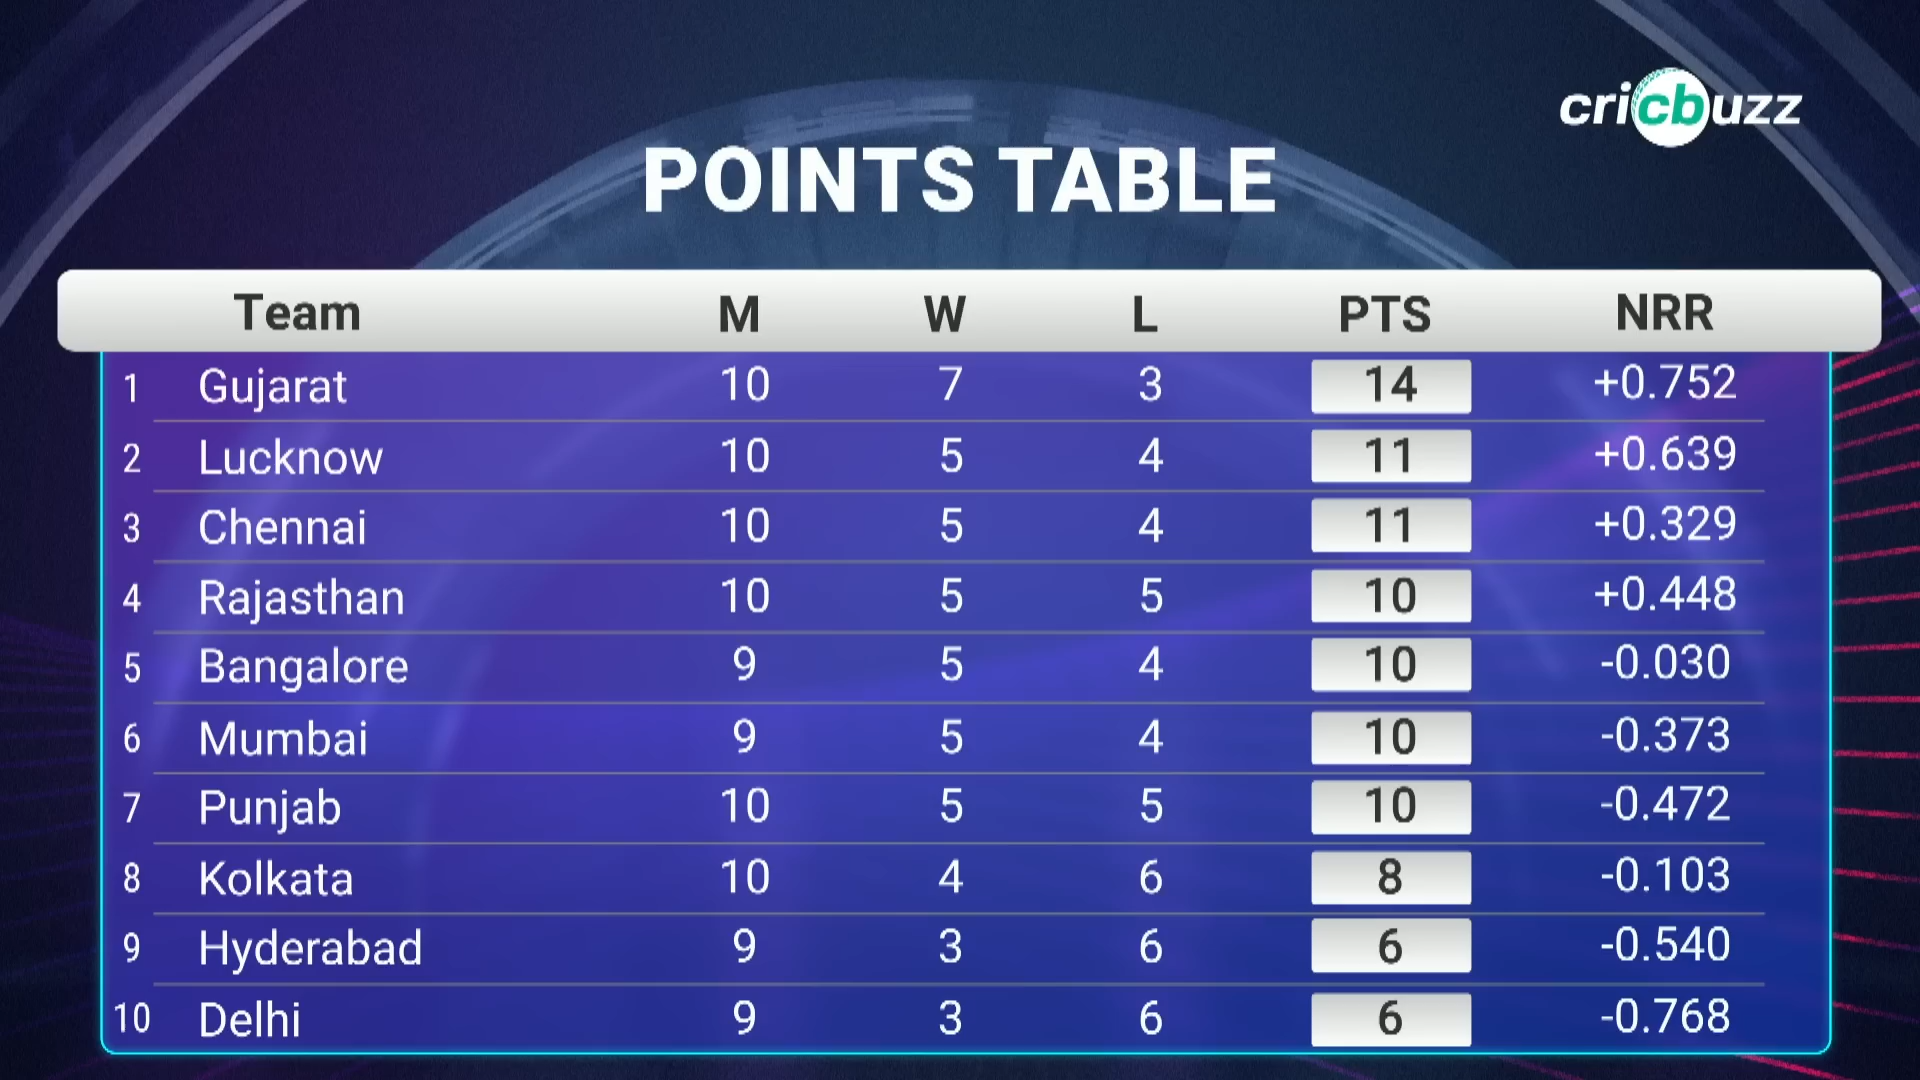 cricbuzz
POINTS TABLE
Team M W L PTS NRR
1 Gujarat 10 7 3 14 +0.752
2 Lucknow 10 5 4 11 +0.639
3 Chennai 10 5 4 11 +0.329
4 Rajasthan 10 5 5 10 +0.448
5 Bangalore 9 5 4 10 -0.030
6 Mumbai 9 5 4 10 -0.373
7 Punjab 10 5 5 10 -0.472
8 Kolkata 10 4 6 8 -0.103
9 Hyderabad 9 3 6 6 -0.540
10 Delhi 9 3 6 6 -0.768